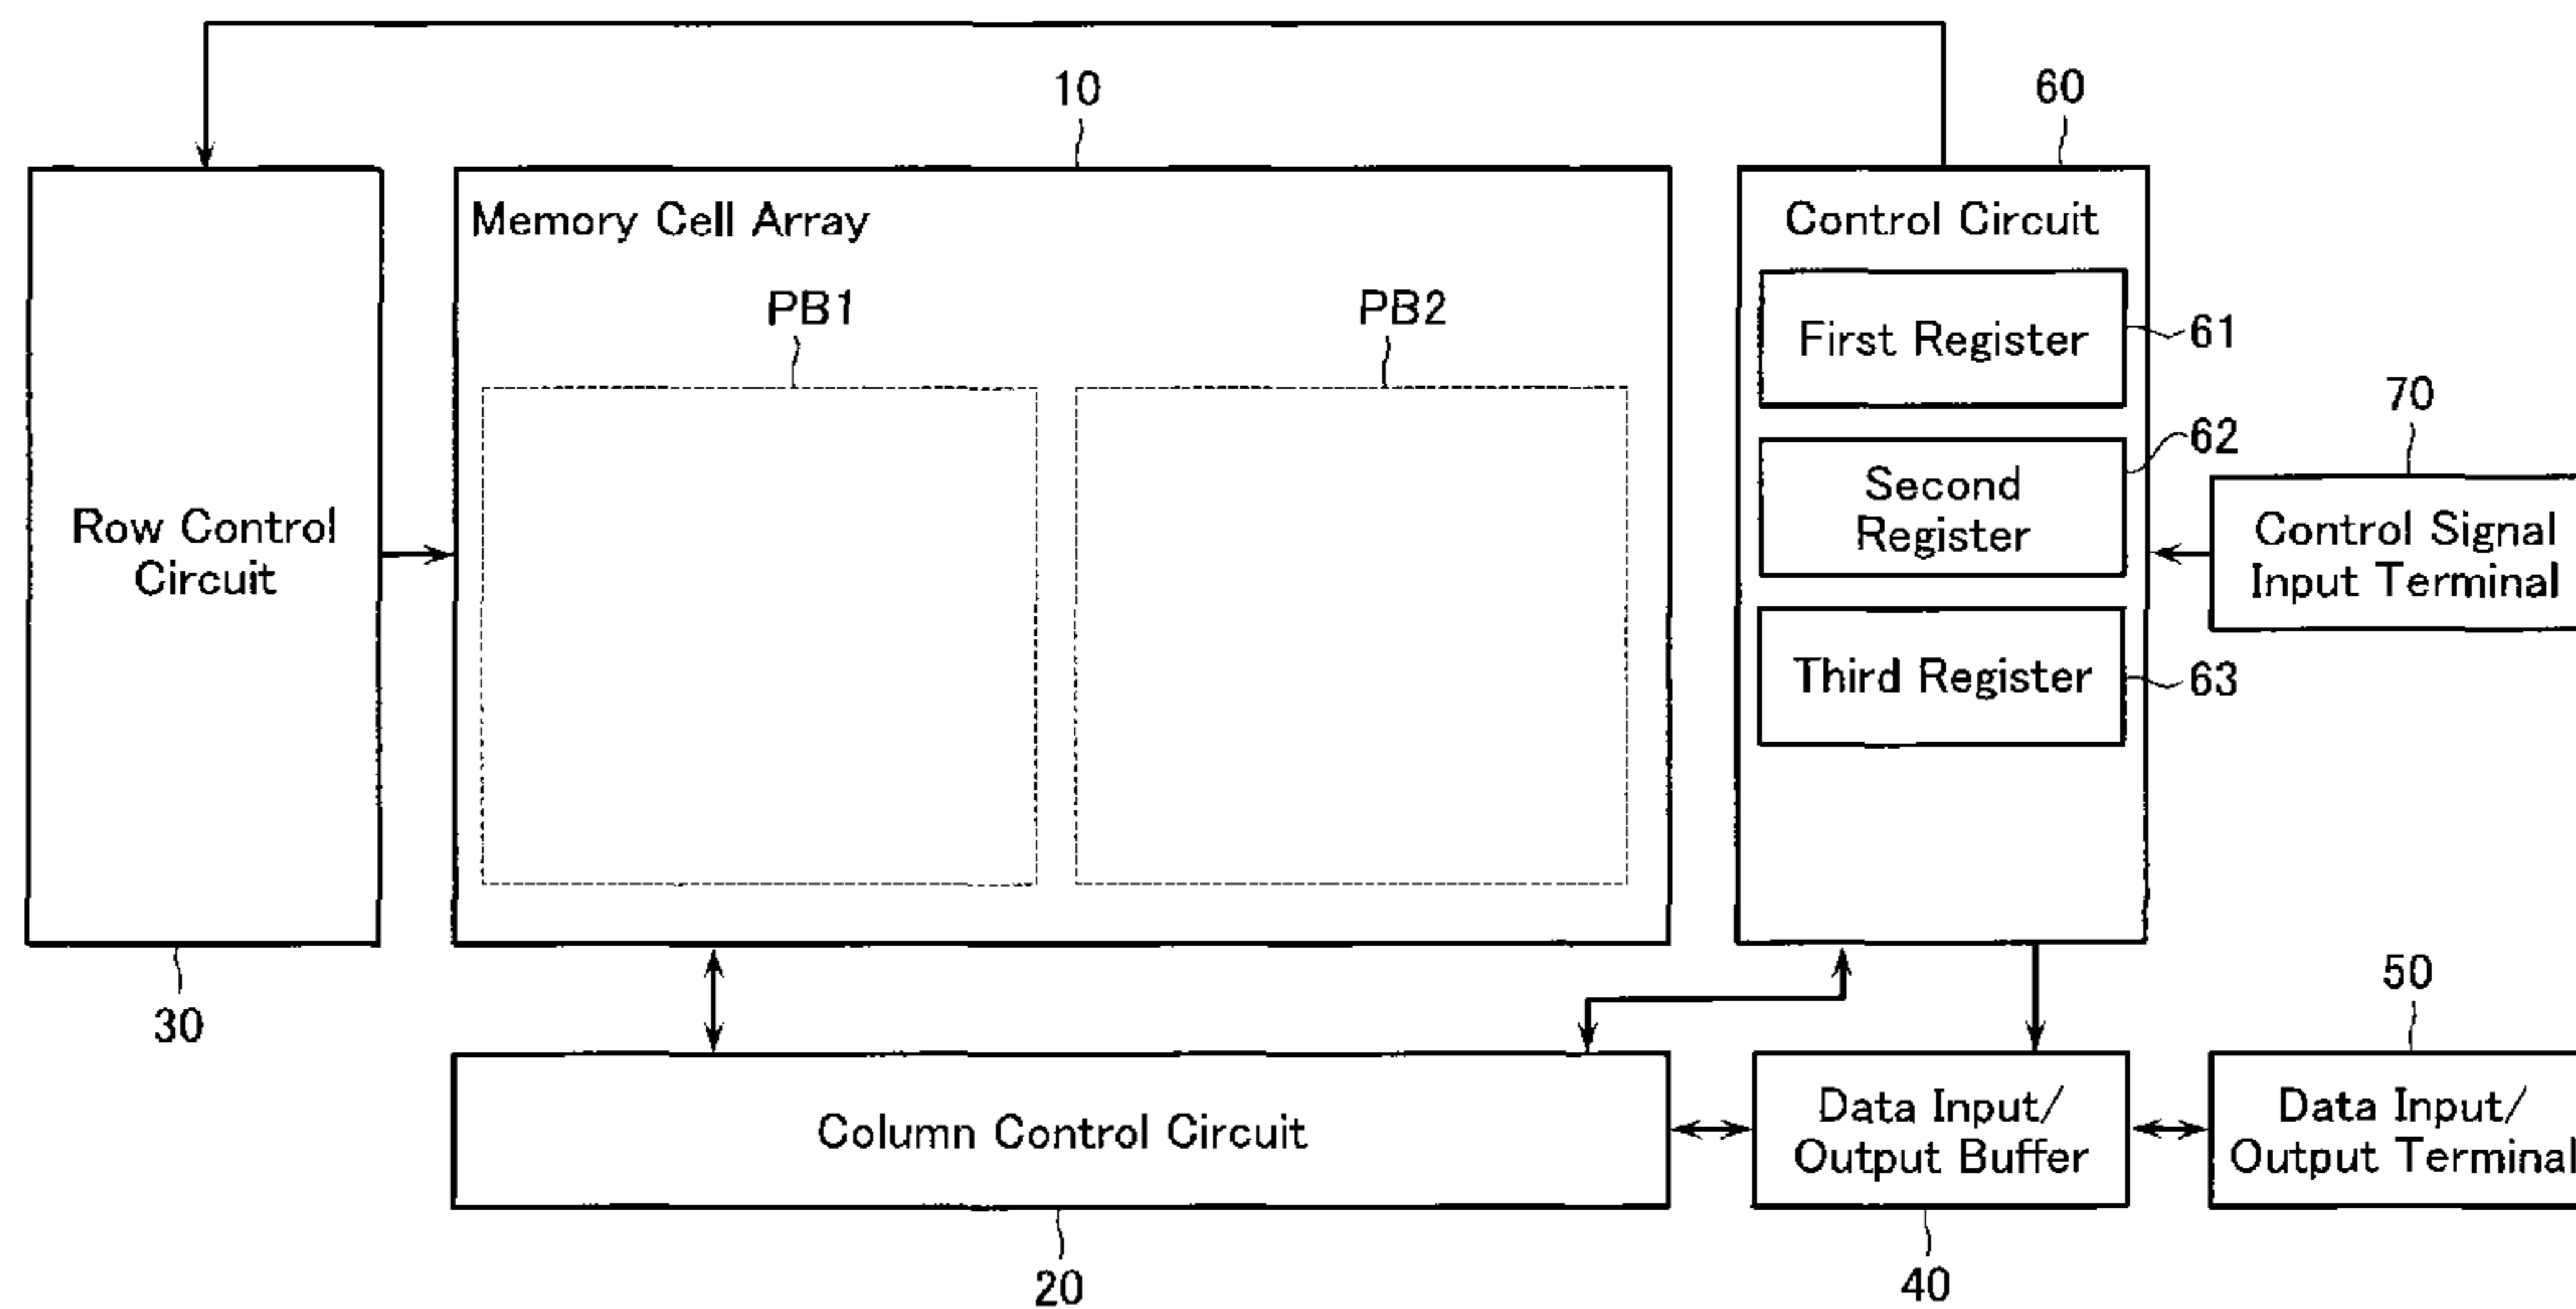 10
60
Memory Cell Array
Control Circuit
PB1
PB2
First Register
61
70
62
Second
Register
Row Control
Circuit
Control Signal
Input Terminal
Third Register
63
30
50
Column Control Circuit
Data Input/
Output Buffer
Data Input/
Output Terminal
20
40